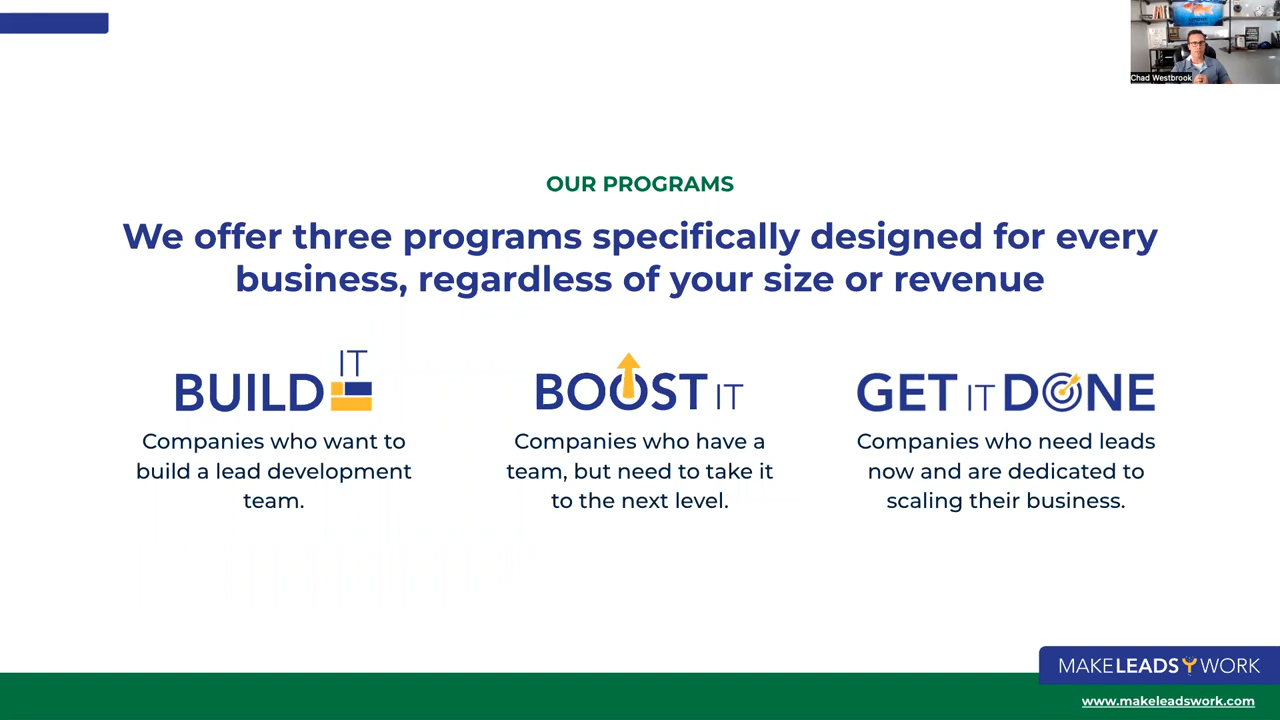 Chad Westbrook
OUR PROGRAMS
We offer three programs specifically designed for every
business, regardless of your size or revenue
BUILD IT
Companies who want to
build a lead development
team.
BOOST IT
Companies who have a
team, but need to take it
to the next level.
GET IT DONE
Companies who need leads
now and are dedicated to
scaling their business.
MAKELEADSWORK
www.makeleadswork.com